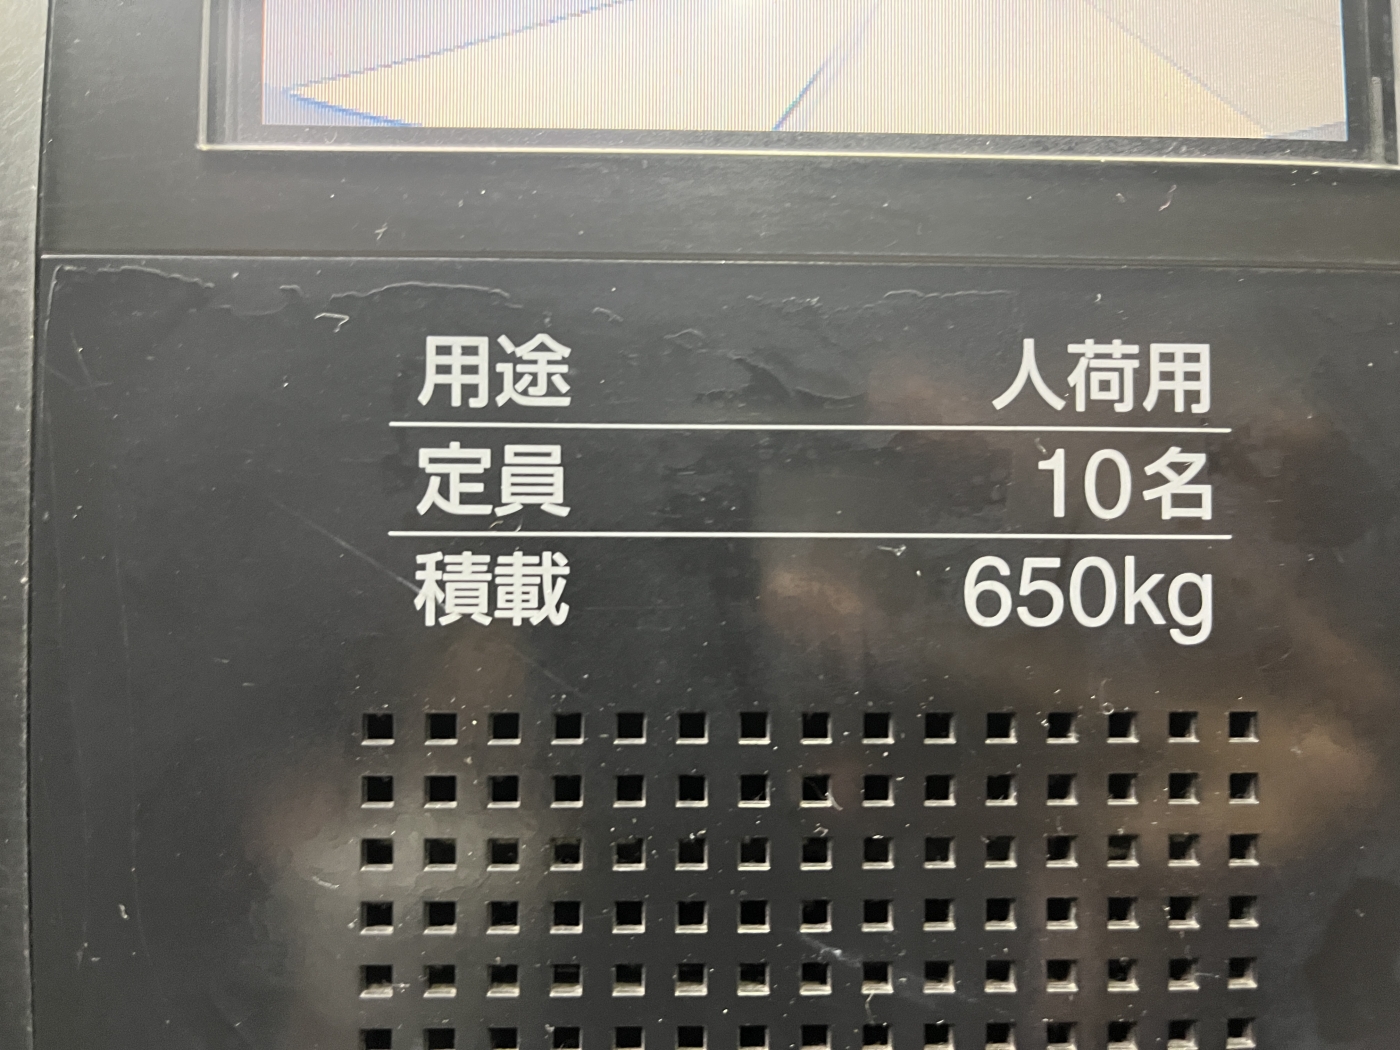 用途 人荷用
定員 10名
積載 650kg